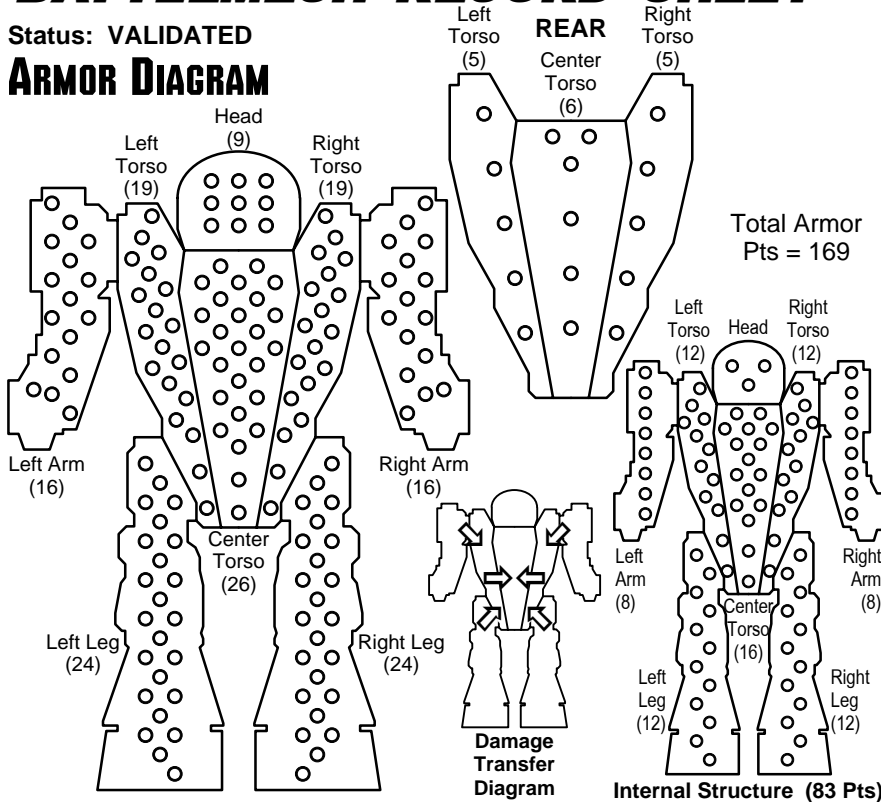 BATTLEMECH RECORD SHEET
Status: VALIDATED
ARMOR DIAGRAM
Head
(9)
Left
Torso
(19)
Right
Torso
(19)
Left Arm
(16)
Right Arm
(16)
Center
Torso
(26)
Left Leg
(24)
Right Leg
(24)
REAR
Left
Torso
(5)
Center
Torso
(6)
Right
Torso
(5)
Total Armor
Pts = 169
Left
Torso
(12)
Head
Right
Torso
(12)
Left
Arm
(8)
Right
Arm
(8)
Center
Torso
(16)
Left
Leg
(12)
Right
Leg
(12)
Damage
Transfer
Diagram
Internal Structure (83 Pts)